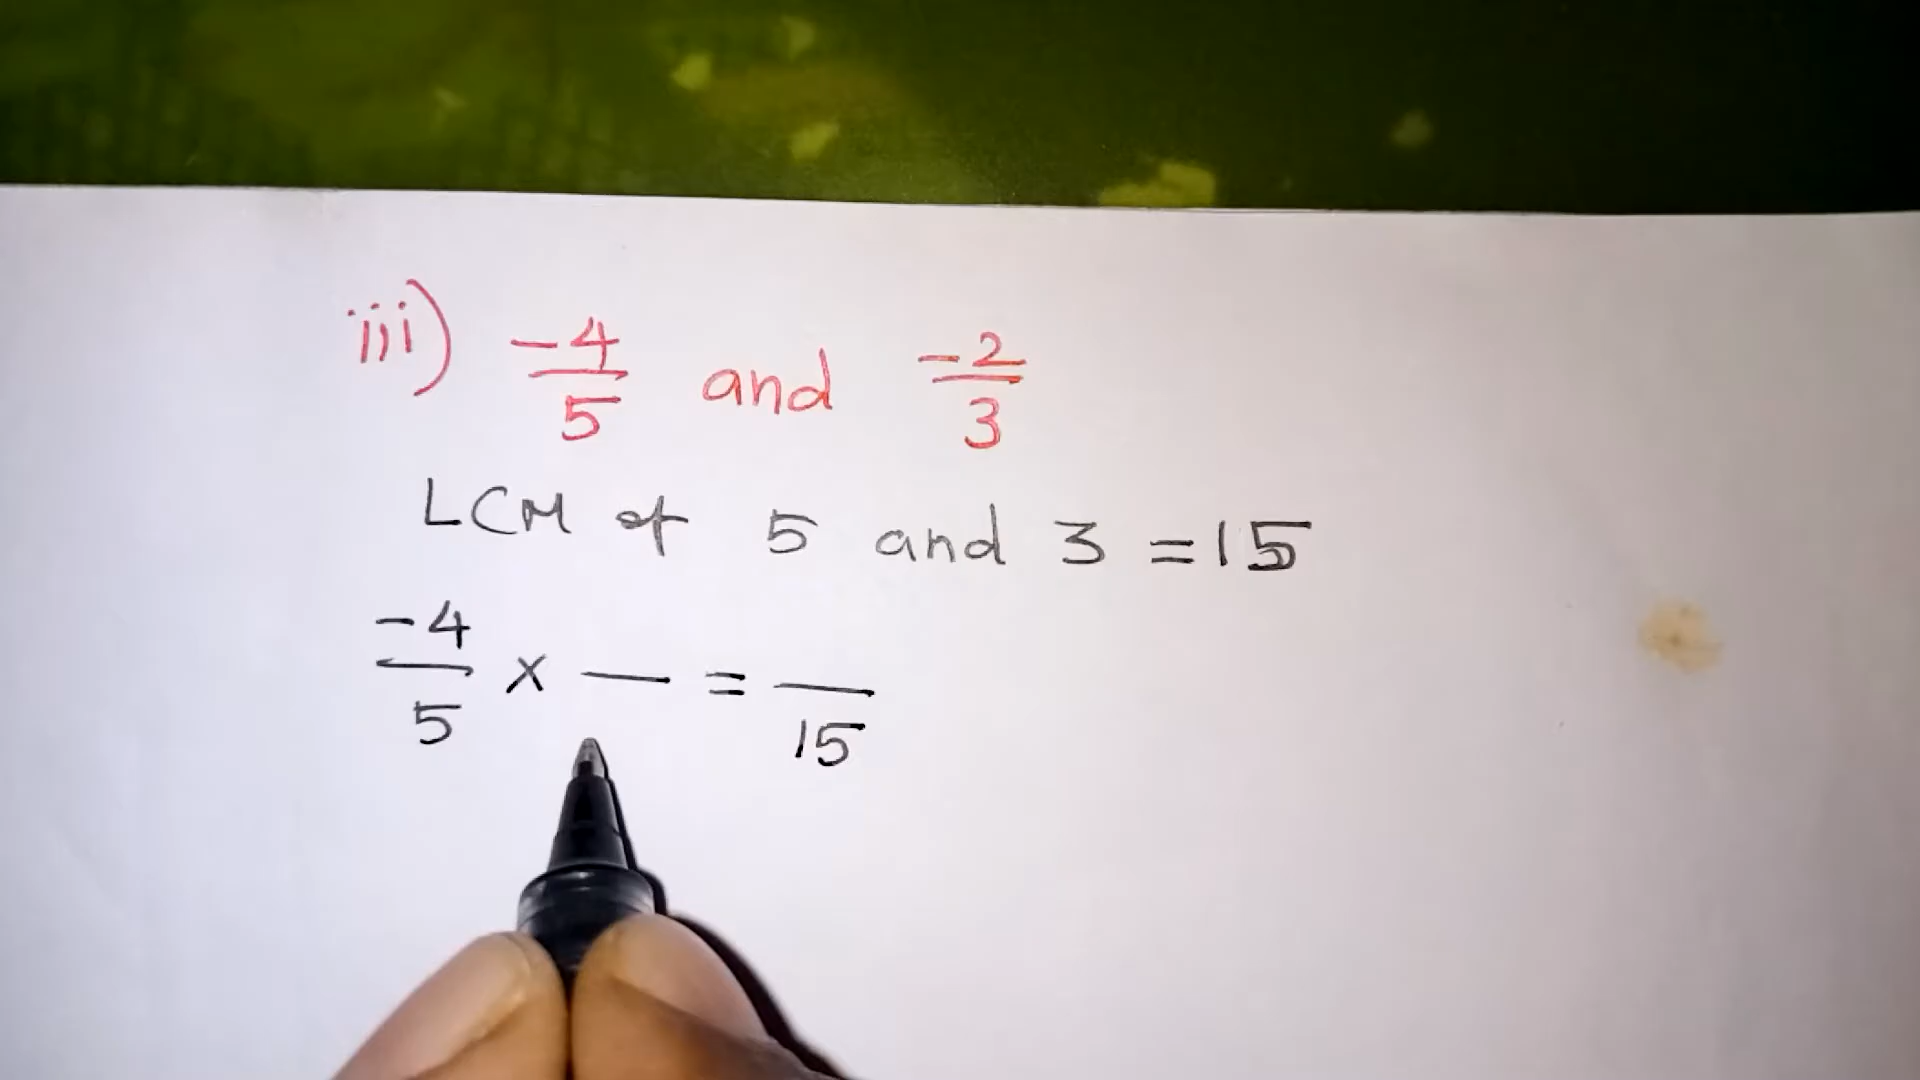 iii) -4/5 and -2/3
LCM of 5 and 3 = 15
-4/5 × — = —/15